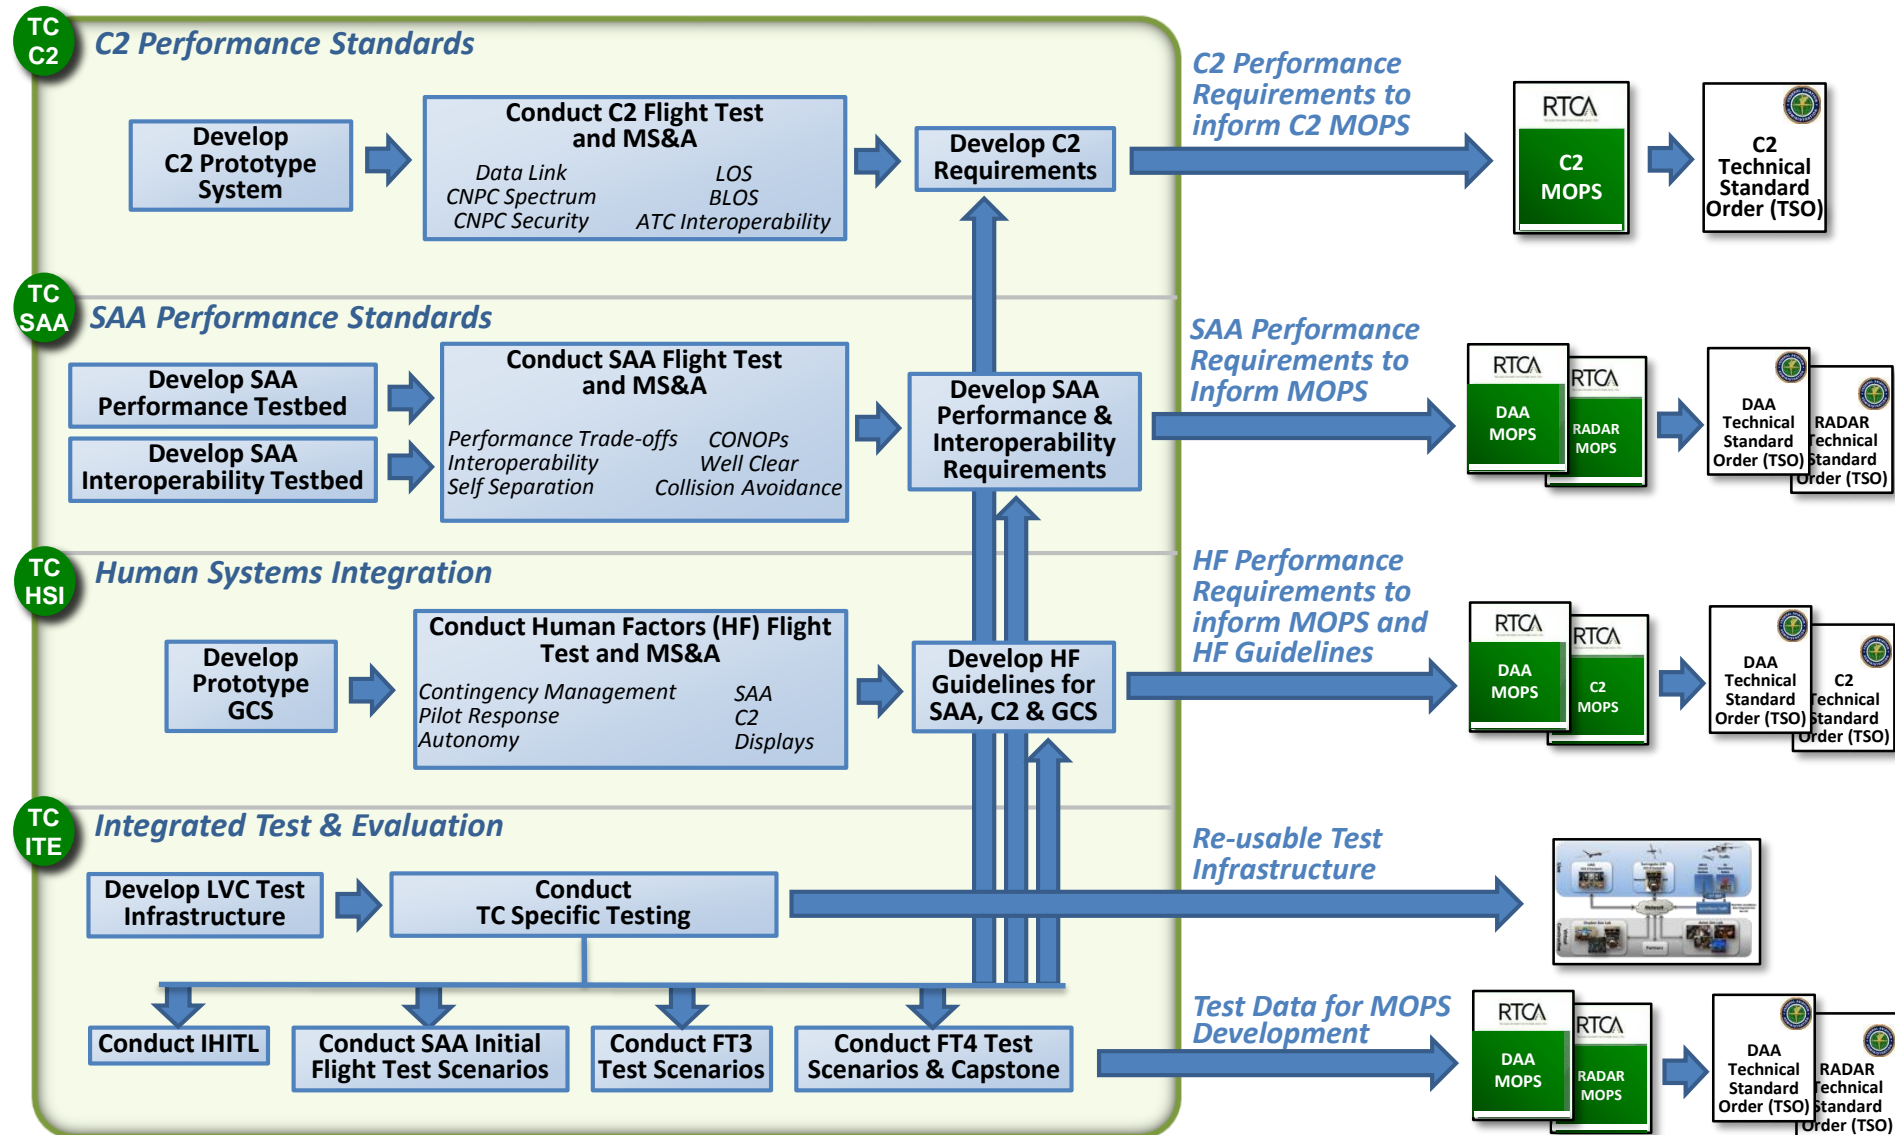 TC
C2
C2 Performance Standards
Develop
C2 Prototype
System
Conduct C2 Flight Test
and MS&A
Data Link
CNPC Spectrum
CNPC Security
LOS
BLOS
ATC Interoperability
Develop C2
Requirements
C2 Performance
Requirements to
inform C2 MOPS
RTCA
C2
MOPS
C2
Technical
Standard
Order (TSO)
TC
SAA
SAA Performance Standards
Develop SAA
Performance Testbed
Develop SAA
Interoperability Testbed
Conduct SAA Flight Test
and MS&A
Performance Trade-offs
Interoperability
Self Separation
CONOPs
Well Clear
Collision Avoidance
Develop SAA
Performance &
Interoperability
Requirements
SAA Performance
Requirements to
Inform MOPS
RTCA
DAA
MOPS
RTCA
RADAR
MOPS
DAA
Technical
Standard
Order (TSO)
RADAR
Technical
Standard
Order (TSO)
TC
HSI
Human Systems Integration
Develop
Prototype
GCS
Conduct Human Factors (HF) Flight
Test and MS&A
Contingency Management
Pilot Response
Autonomy
SAA
C2
Displays
Develop HF
Guidelines for
SAA, C2 & GCS
HF Performance
Requirements to
inform MOPS and
HF Guidelines
RTCA
DAA
MOPS
RTCA
C2
MOPS
DAA
Technical
Standard
Order (TSO)
C2
Technical
Standard
Order (TSO)
TC
ITE
Integrated Test & Evaluation
Develop LVC Test
Infrastructure
Conduct
TC Specific Testing
Re-usable Test
Infrastructure
Network
Partners
Conduct IHITL
Conduct SAA Initial
Flight Test Scenarios
Conduct FT3
Test Scenarios
Conduct FT4 Test
Scenarios & Capstone
Test Data for MOPS
Development
RTCA
DAA
MOPS
RTCA
RADAR
MOPS
DAA
Technical
Standard
Order (TSO)
RADAR
Technical
Standard
Order (TSO)